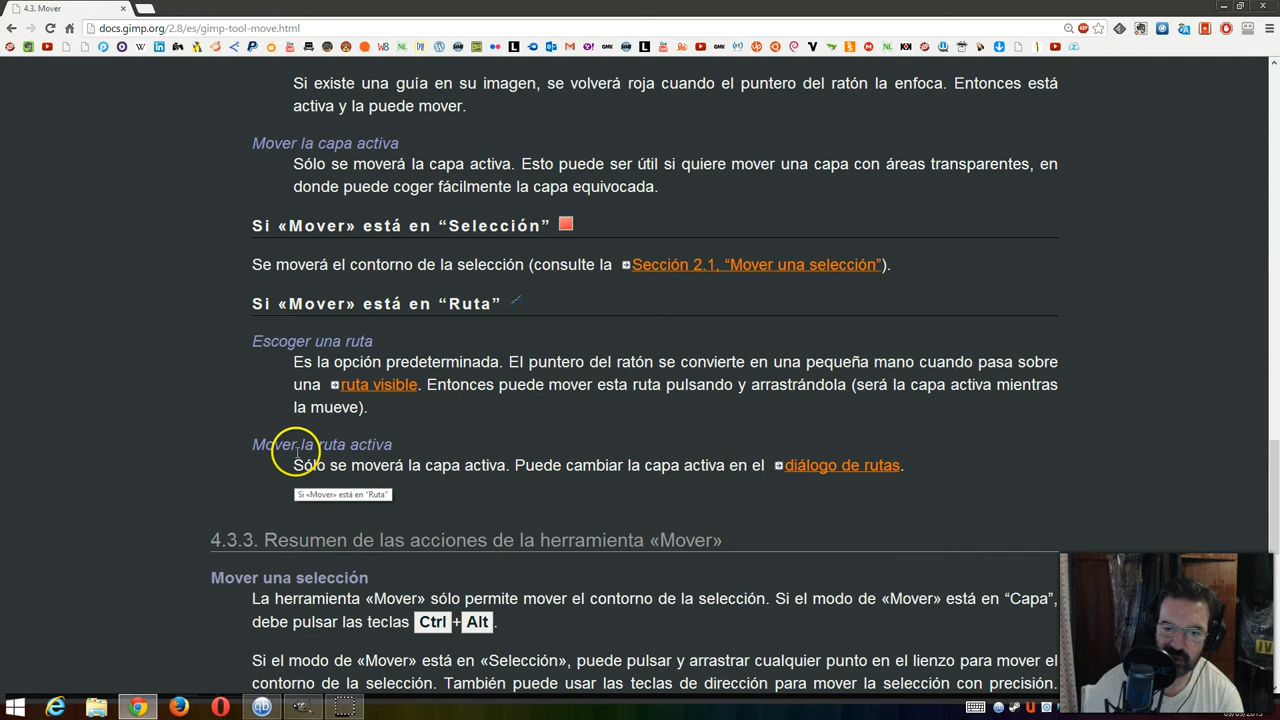 4.3. Mover
docs.gimp.org/2.8/es/gimp-tool-move.html
Si existe una guía en su imagen, se volverá roja cuando el puntero del ratón la enfoca. Entonces está
activa y la puede mover.
Mover la capa activa
Sólo se moverá la capa activa. Esto puede ser útil si quiere mover una capa con áreas transparentes, en
donde puede coger fácilmente la capa equivocada.
Si «Mover» está en “Selección”
Se moverá el contorno de la selección (consulte la Sección 2.1, “Mover una selección”).
Si «Mover» está en “Ruta”
Escoger una ruta
Es la opción predeterminada. El puntero del ratón se convierte en una pequeña mano cuando pasa sobre
una ruta visible. Entonces puede mover esta ruta pulsando y arrastrándola (será la capa activa mientras
la mueve).
Mover la ruta activa
Sólo se moverá la capa activa. Puede cambiar la capa activa en el diálogo de rutas.
Si «Mover» está en “Ruta”
4.3.3. Resumen de las acciones de la herramienta «Mover»
Mover una selección
La herramienta «Mover» sólo permite mover el contorno de la selección. Si el modo de «Mover» está en “Capa”,
debe pulsar las teclas Ctrl+Alt.
Si el modo de «Mover» está en «Selección», puede pulsar y arrastrar cualquier punto en el lienzo para mover el
contorno de la selección. También puede usar las teclas de dirección para mover la selección con precisión.